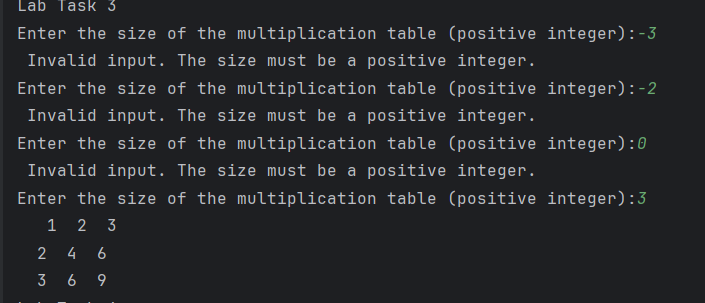 Lab Task 3
Enter the size of the multiplication table (positive integer):-3
 Invalid input. The size must be a positive integer.
Enter the size of the multiplication table (positive integer):-2
 Invalid input. The size must be a positive integer.
Enter the size of the multiplication table (positive integer):0
 Invalid input. The size must be a positive integer.
Enter the size of the multiplication table (positive integer):3
   1  2  3
  2  4  6
  3  6  9